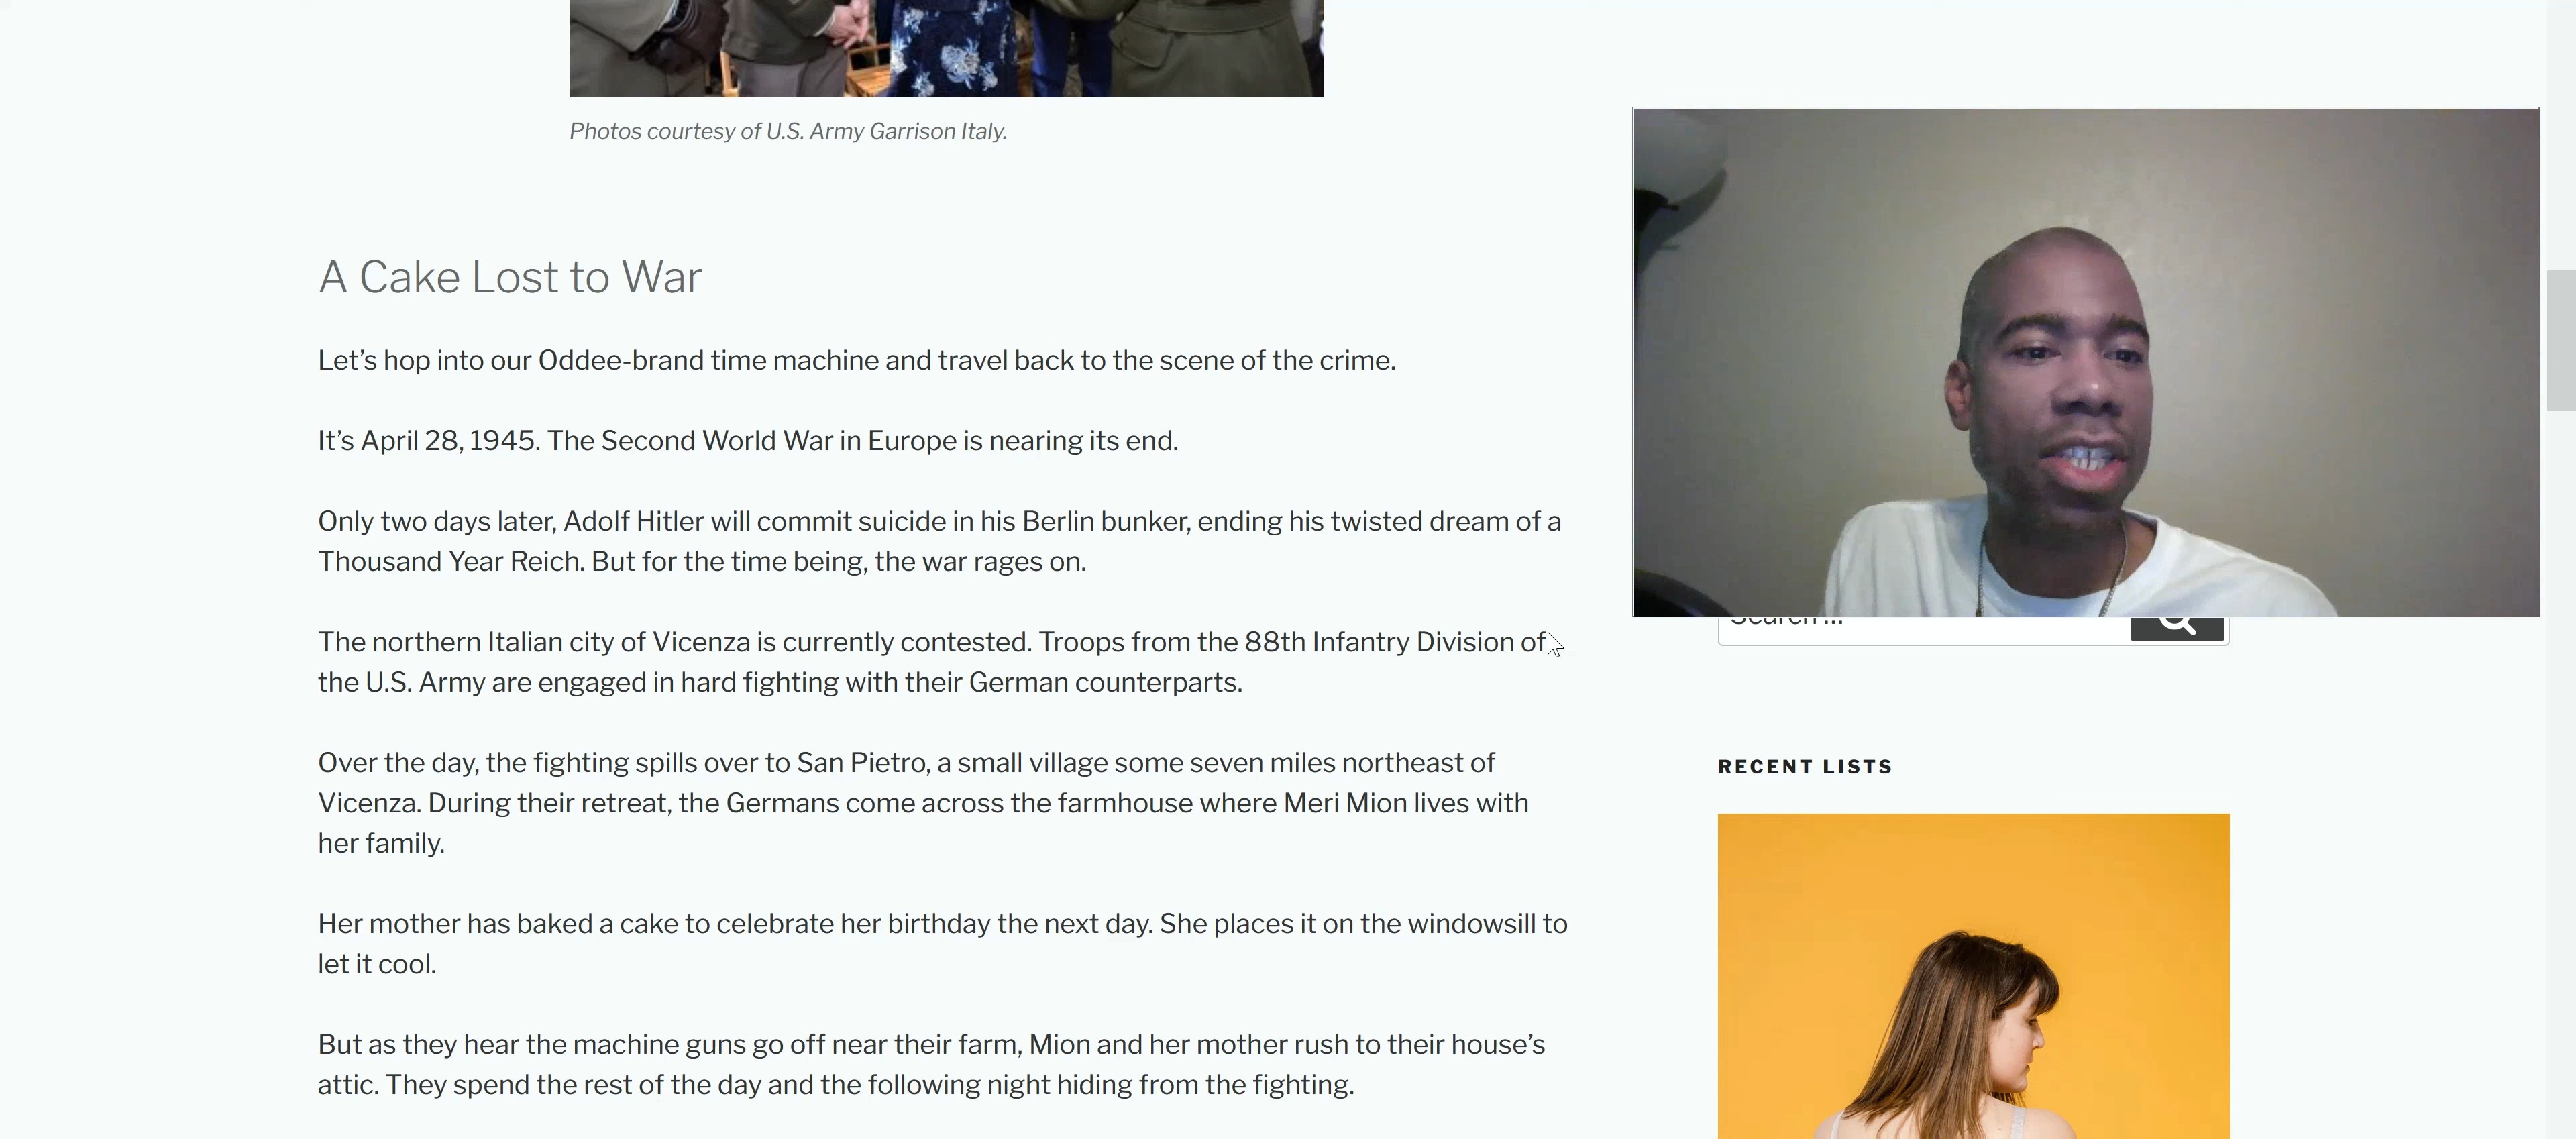 Photos courtesy of U.S. Army Garrison Italy.
A Cake Lost to War
Let’s hop into our Oddee-brand time machine and travel back to the scene of the crime.
It’s April 28, 1945. The Second World War in Europe is nearing its end.
Only two days later, Adolf Hitler will commit suicide in his Berlin bunker, ending his twisted dream of a
Thousand Year Reich. But for the time being, the war rages on.
The northern Italian city of Vicenza is currently contested. Troops from the 88th Infantry Division of
the U.S. Army are engaged in hard fighting with their German counterparts.
Over the day, the fighting spills over to San Pietro, a small village some seven miles northeast of
Vicenza. During their retreat, the Germans come across the farmhouse where Meri Mion lives with
her family.
Her mother has baked a cake to celebrate her birthday the next day. She places it on the windowsill to
let it cool.
But as they hear the machine guns go off near their farm, Mion and her mother rush to their house’s
attic. They spend the rest of the day and the following night hiding from the fighting.
Search …
RECENT LISTS